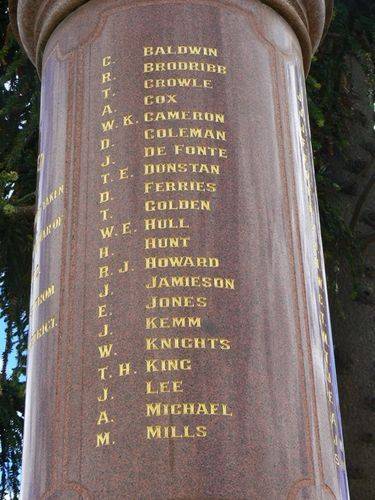 C. BALDWIN
R. BRODRIBB
T. CROWLE
A. COX
W. K. CAMERON
D. COLEMAN
J. DE FONTE
T. E. DUNSTAN
D. FERRIES
T. GOLDEN
W. E. HULL
H. HUNT
R. J. HOWARD
J. JAMIESON
E. JONES
J. KEMM
W. KNIGHTS
T. H. KING
J. LEE
A. MICHAEL
M. MILLS
FROM